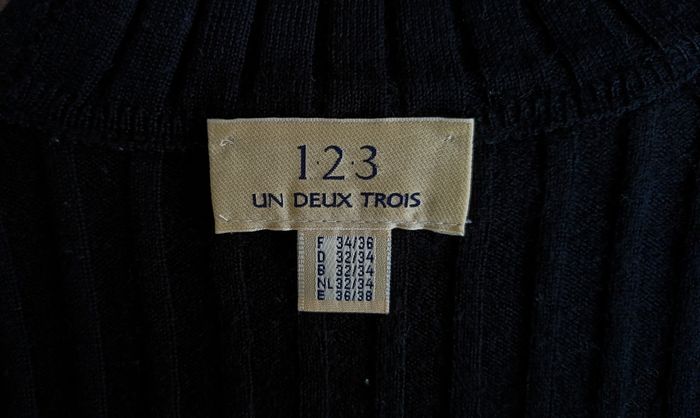 1·2·3
UN DEUX TROIS
F 34/36
D 32/34
B 32/34
NL 32/34
E 36/38